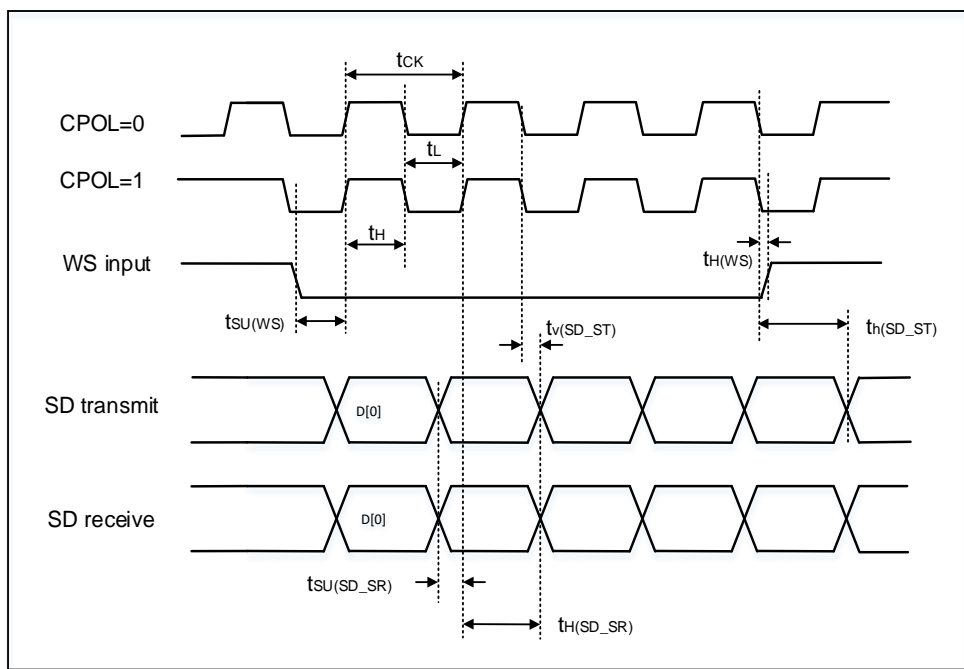 tCK
CPOL=0
tL
CPOL=1
tH
tH(WS)
WS input
tSU(WS)
tv(SD_ST)
th(SD_ST)
SD transmit
D[0]
SD receive
D[0]
tSU(SD_SR)
tH(SD_SR)